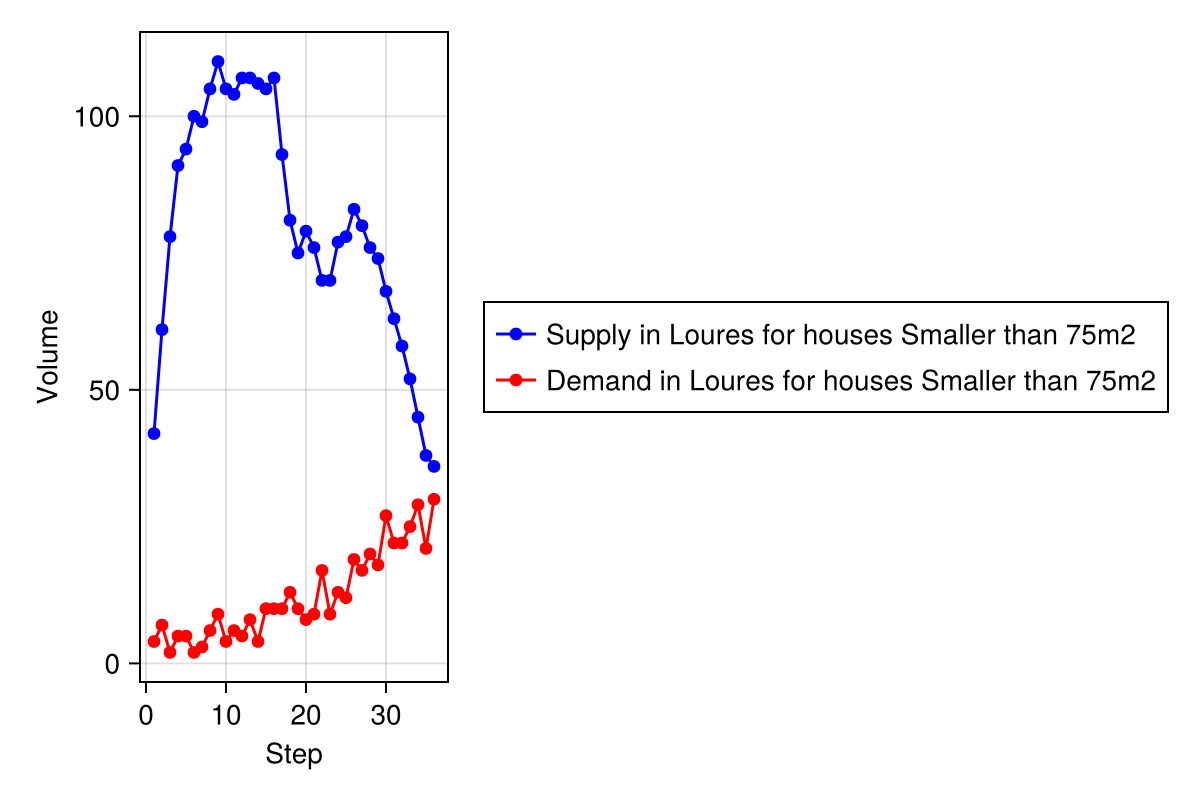 100
50
0
Volume
0 10 20 30
Step
Supply in Loures for houses Smaller than 75m2
Demand in Loures for houses Smaller than 75m2